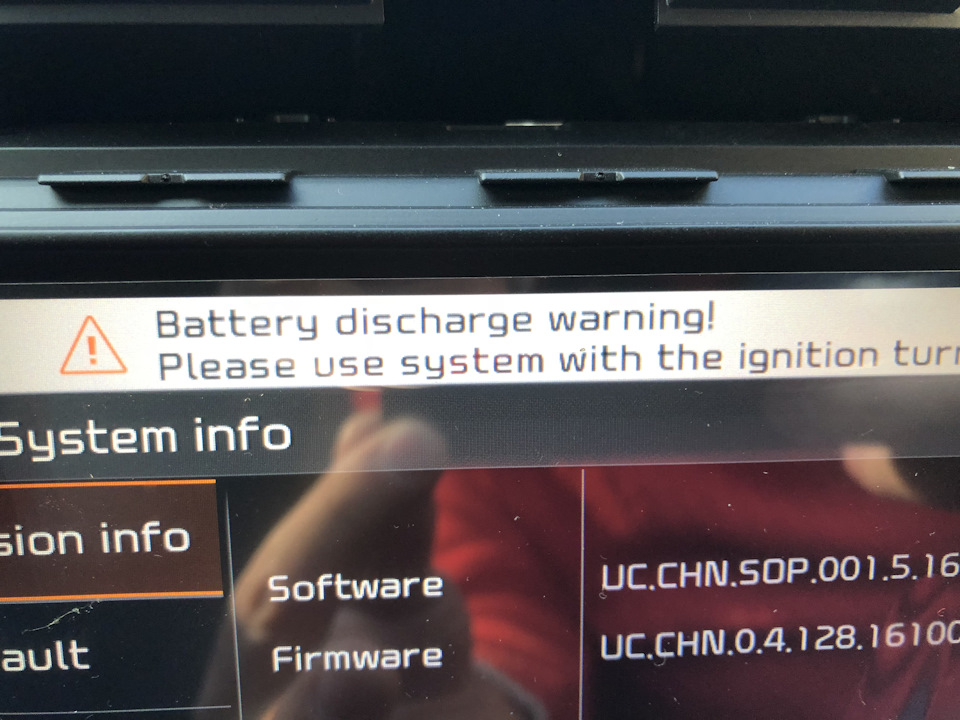 Battery discharge warning!
Please use system with the ignition
System info
info
Software UC.CHN.SOP.001.5.16
Firmware UC.CHN.0.4.128.16100